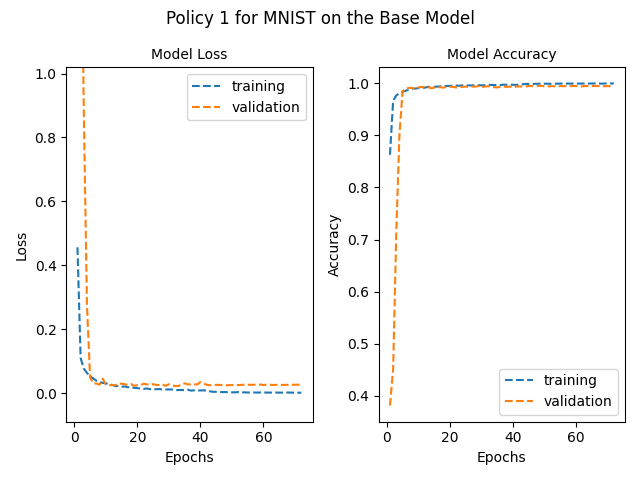 Policy 1 for MNIST on the Base Model
Model Loss
1.0
0.8
0.6
0.4
0.2
0.0
Loss
0
20
40
60
Epochs
training
validation
Model Accuracy
1.0
0.9
0.8
0.7
0.6
0.5
0.4
Accuracy
0
20
40
60
Epochs
training
validation